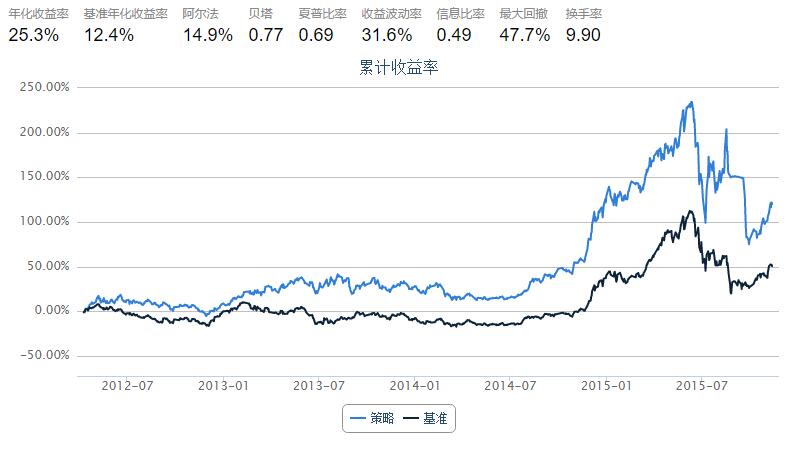 年化收益率 基准年化收益率 阿尔法 贝塔 夏普比率 收益波动率 信息比率 最大回撤 换手率
25.3% 12.4% 14.9% 0.77 0.69 31.6% 0.49 47.7% 9.90
累计收益率
250.00%
200.00%
150.00%
100.00%
50.00%
0.00%
-50.00%
2012-07 2013-01 2013-07 2014-01 2014-07 2015-01 2015-07
策略 基准